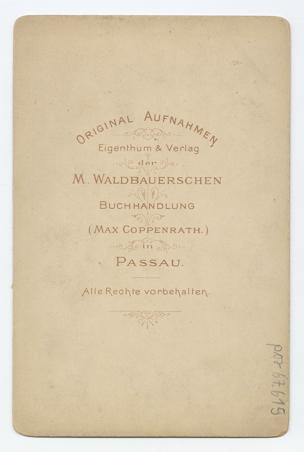 ORIGINAL AUFNAHMEN
Eigenthum & Verlag
der
M. WALDBAUERSCHEN
BUCHHANDLUNG
(MAX COPPENRATH.)
in
PASSAU.
Alle Rechte vorbehalten.